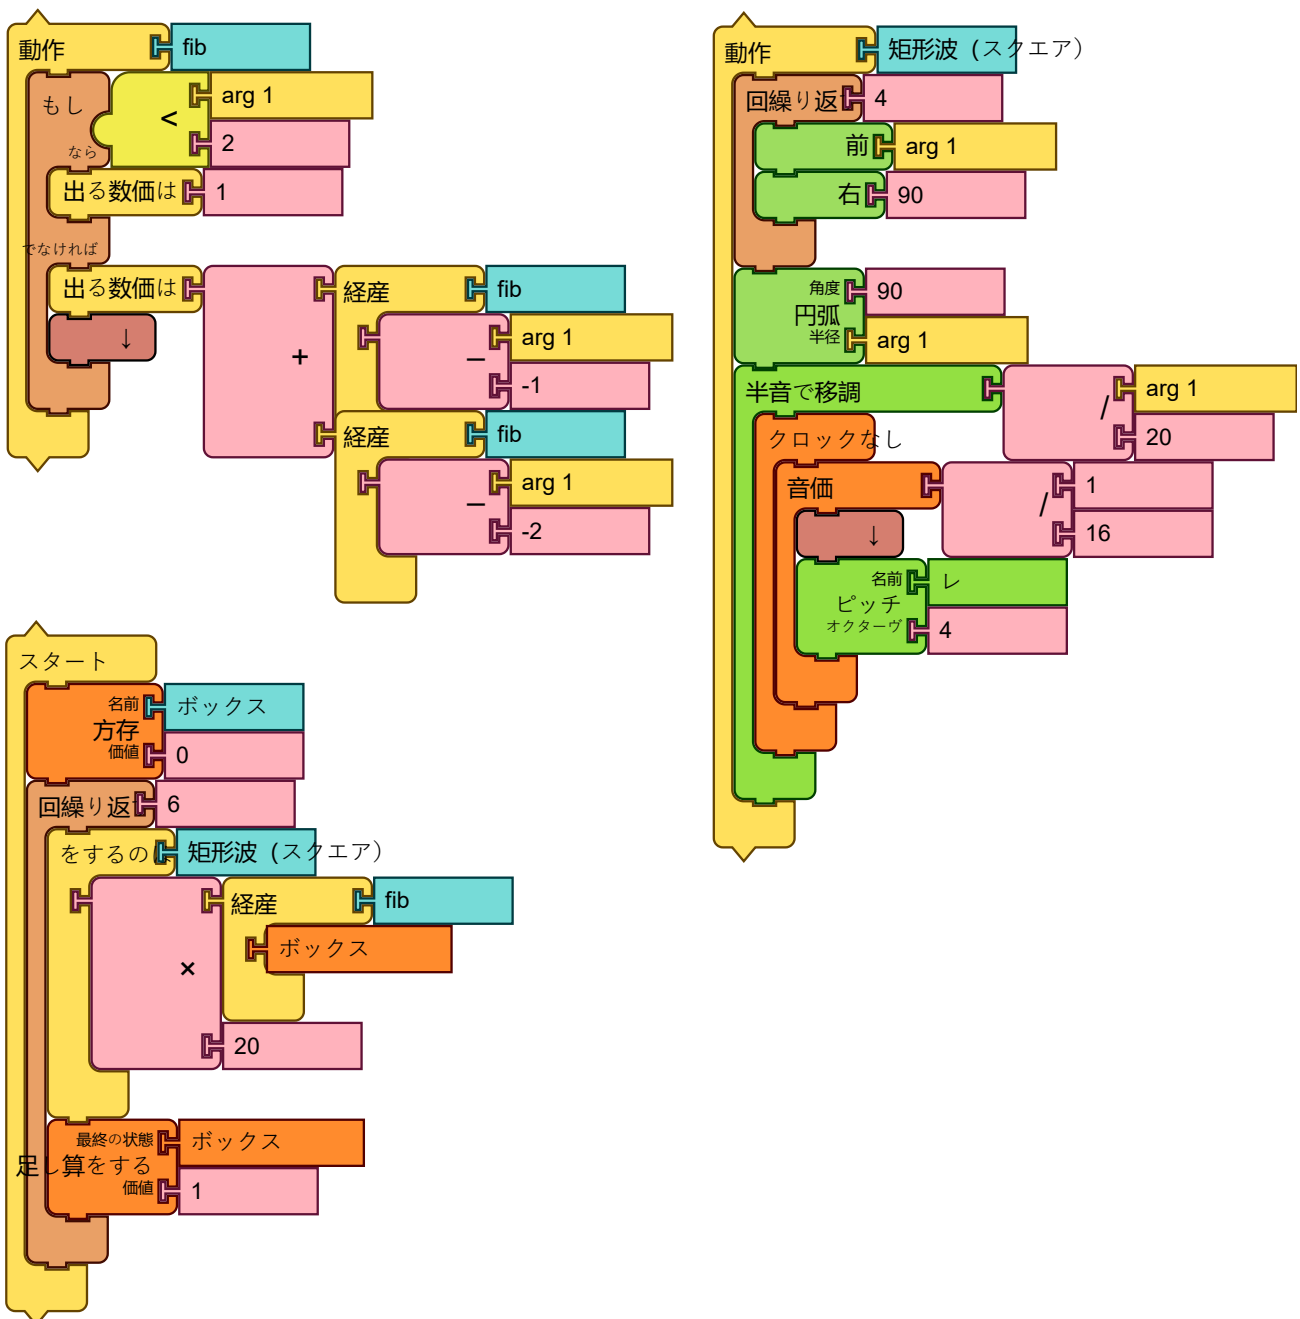 動作 fib
もし < arg 1
なら 2
出る数価は 1
でなければ
出る数価は + 経産 fib
↓ − arg 1
-1
経産 fib
− arg 1
-2
動作 矩形波（スクエア）
回繰り返 4
前 arg 1
右 90
角度 90
円弧
半径 arg 1
半音で移調 / arg 1
20
クロックなし
音価 / 1
16
↓
名前 レ
ピッチ
オクターヴ 4
スタート
名前 ボックス
方存
価値 0
回繰り返 6
をするの 矩形波（スクエア）
× 経産 fib
ボックス
20
最終の状態 ボックス
足し算をする
価値 1